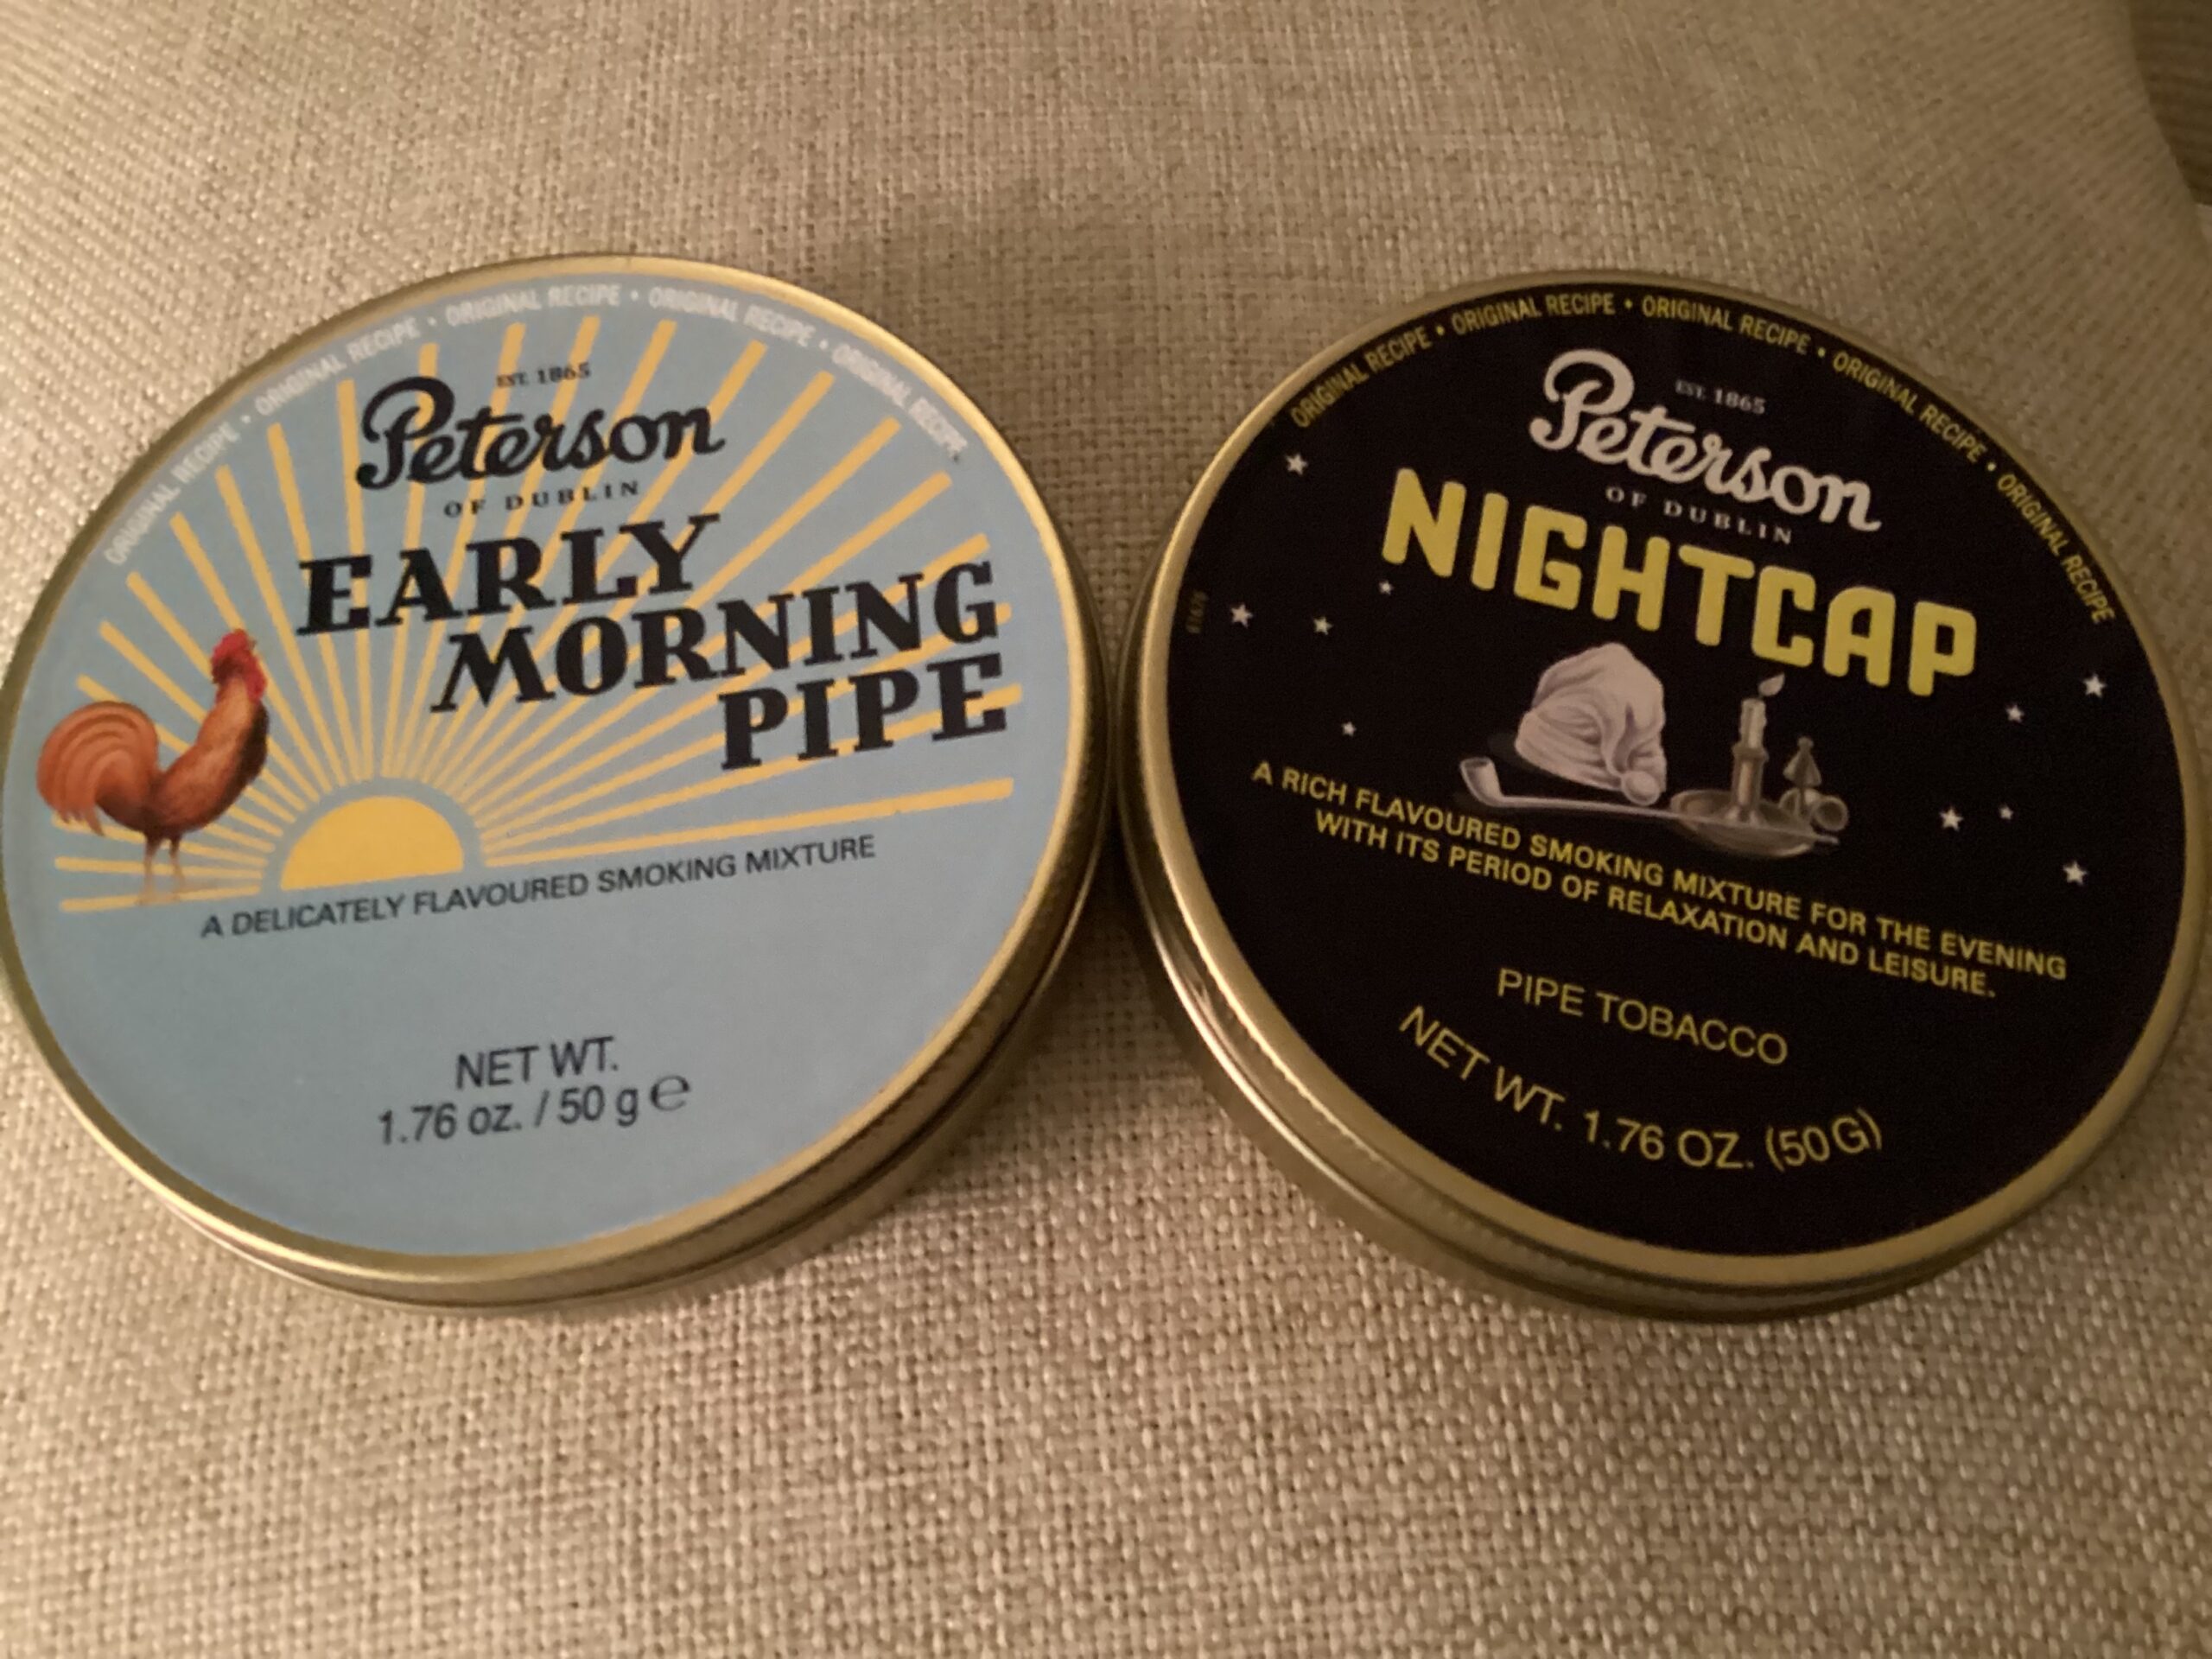 ORIGINAL RECIPE • ORIGINAL RECIPE • ORIGINAL RECIPE • ORIGINAL RECIPE • ORIGINAL RECIPE
EST. 1865
Peterson
OF DUBLIN
EARLY
MORNING
PIPE
A DELICATELY FLAVOURED SMOKING MIXTURE
NET WT.
1.76 oz. / 50 g ℮
ORIGINAL RECIPE • ORIGINAL RECIPE • ORIGINAL RECIPE • ORIGINAL RECIPE • ORIGINAL RECIPE
EST. 1865
Peterson
OF DUBLIN
NIGHTCAP
A RICH FLAVOURED SMOKING MIXTURE FOR THE EVENING
WITH ITS PERIOD OF RELAXATION AND LEISURE.
PIPE TOBACCO
NET WT. 1.76 OZ. (50 G)